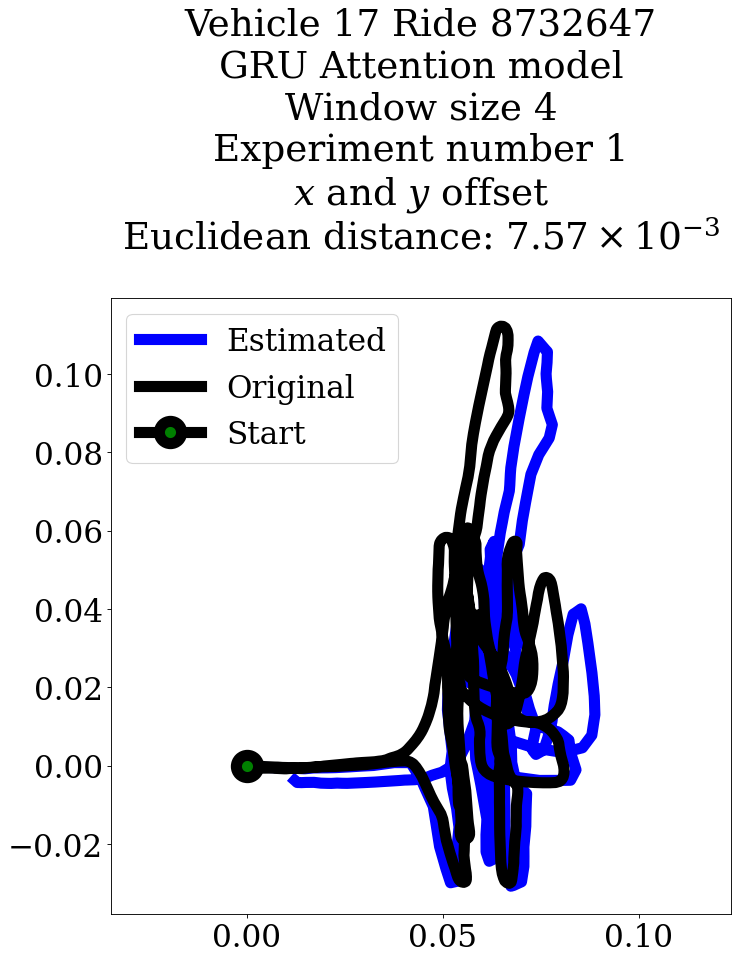 Vehicle 17 Ride 8732647
GRU Attention model
Window size 4
Experiment number 1
x and y offset
Euclidean distance: 7.57 × 10⁻³
Estimated
Original
Start
0.10
0.08
0.06
0.04
0.02
0.00
−0.02
0.00 0.05 0.10